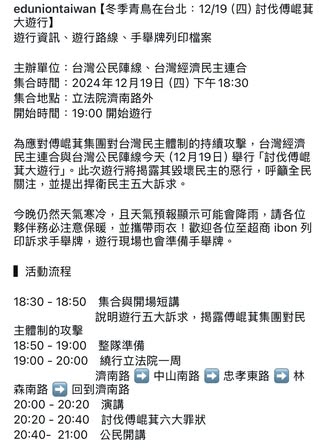 eduniontaiwan【冬季青鳥在台北：12/19 (四) 討伐傅崐萁
大遊行】
遊行資訊、遊行路線、手舉牌列印檔案
主辦單位：台灣公民陣線、台灣經濟民主連合
集合時間：2024年12月19日 (四) 下午18:30
集合地點：立法院濟南路外
開始時間：19:00 開始遊行
為應對傅崐萁集團對台灣民主體制的持續攻擊，台灣經濟
民主連合與台灣公民陣線今天 (12月19日) 舉行「討伐傅崐
萁大遊行」。此次遊行將揭露其毀壞民主的惡行，呼籲全民
關注，並提出捍衛民主五大訴求。
今晚仍然天氣寒冷，且天氣預報顯示可能會降雨，請各位
夥伴務必注意保暖，並攜帶雨衣！歡迎各位至超商 ibon 列
印訴求手舉牌，遊行現場也會準備手舉牌。
▌活動流程
18:30 - 18:50 集合與開場短講
說明遊行五大訴求，揭露傅崐萁集團對民
主體制的攻擊
18:50 - 19:00 整隊準備
19:00 - 20:00 繞行立法院一周
濟南路 ➡️ 中山南路 ➡️ 忠孝東路 ➡️ 林
森南路 ➡️ 回到濟南路
20:00 - 20:20 演講
20:20 - 20:40 討伐傅崐萁六大罪狀
20:40- 21:00 公民開講